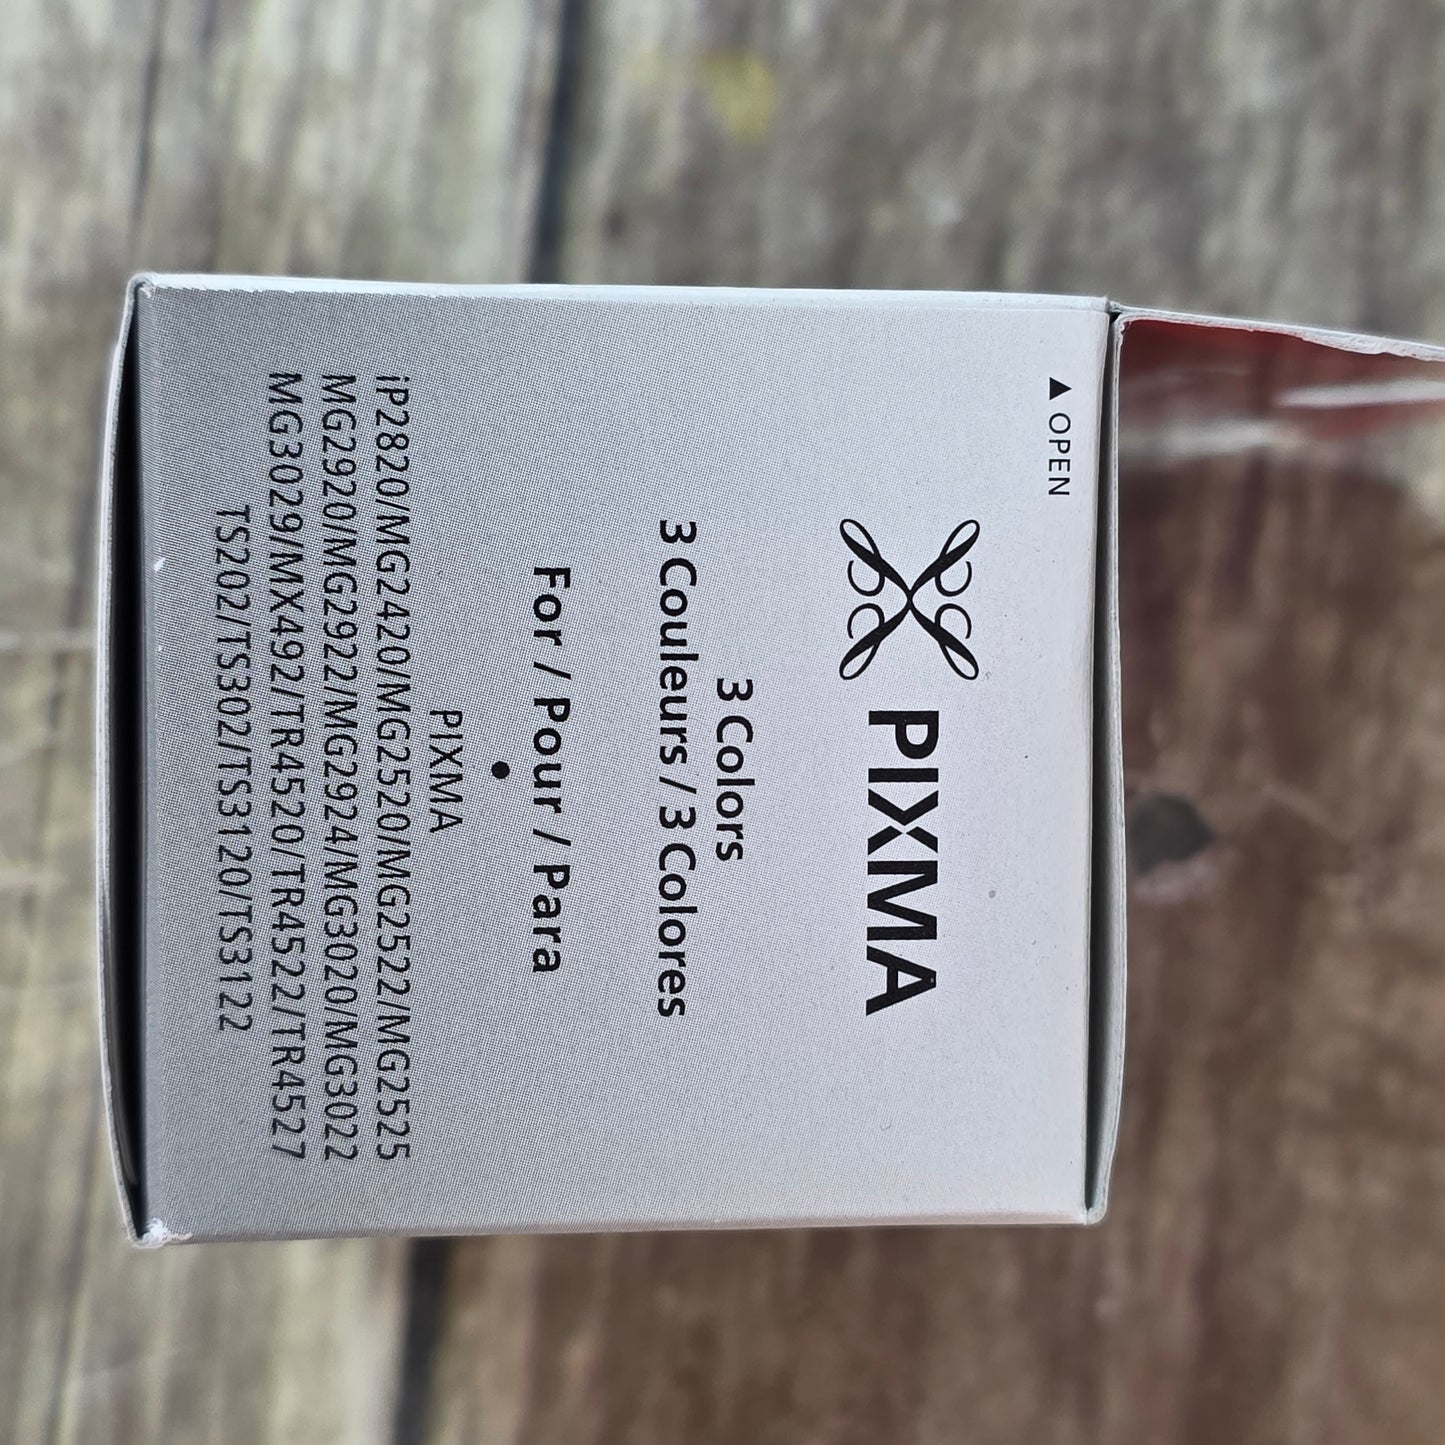 ▲ OPEN
PIXMA
3 Colors
3 Couleurs / 3 Colores
For / Pour / Para
●
PIXMA
iP2820/MG2420/MG2520/MG2522/MG2525
MG2920/MG2922/MG2924/MG3020/MG3022
MG3029/MX492/TR4520/TR4522/TR4527
TS202/TS302/TS3120/TS3122